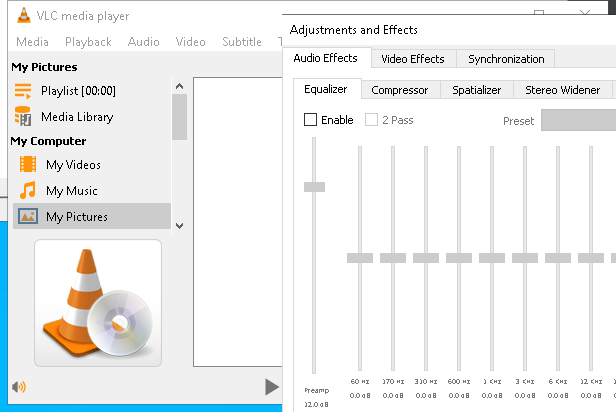 VLC media player
Media Playback Audio Video Subtitle
Adjustments and Effects
Audio Effects Video Effects Synchronization
Equalizer Compressor Spatializer Stereo Widener
Enable 2 Pass Preset
My Pictures
Playlist [00:00]
Media Library
My Computer
My Videos
My Music
My Pictures
Preamp
12.0 dB
60 Hz 170 Hz 310 Hz 600 Hz 1 KHz 3 KHz 6 KHz 12 KHz
0.0 dB 0.0 dB 0.0 dB 0.0 dB 0.0 dB 0.0 dB 0.0 dB 0.0 dB